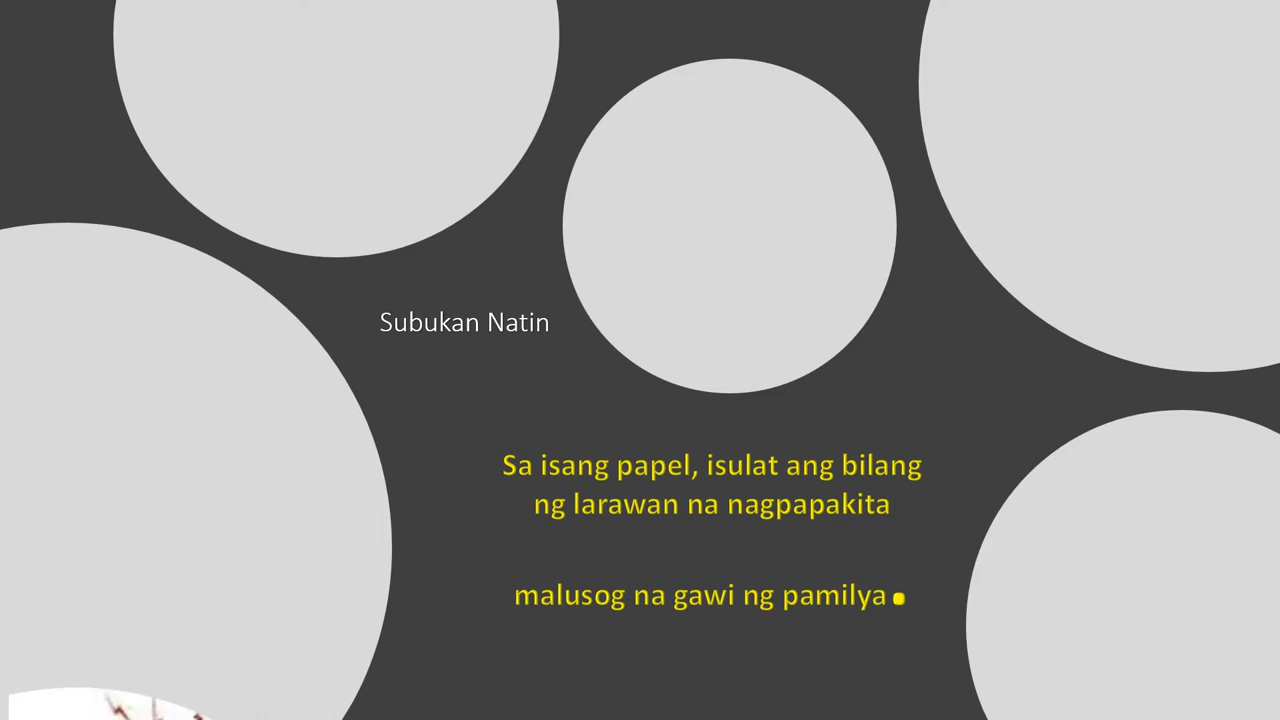 Subukan Natin
Sa isang papel, isulat ang bilang
ng larawan na nagpapakita
malusog na gawi ng pamilya.